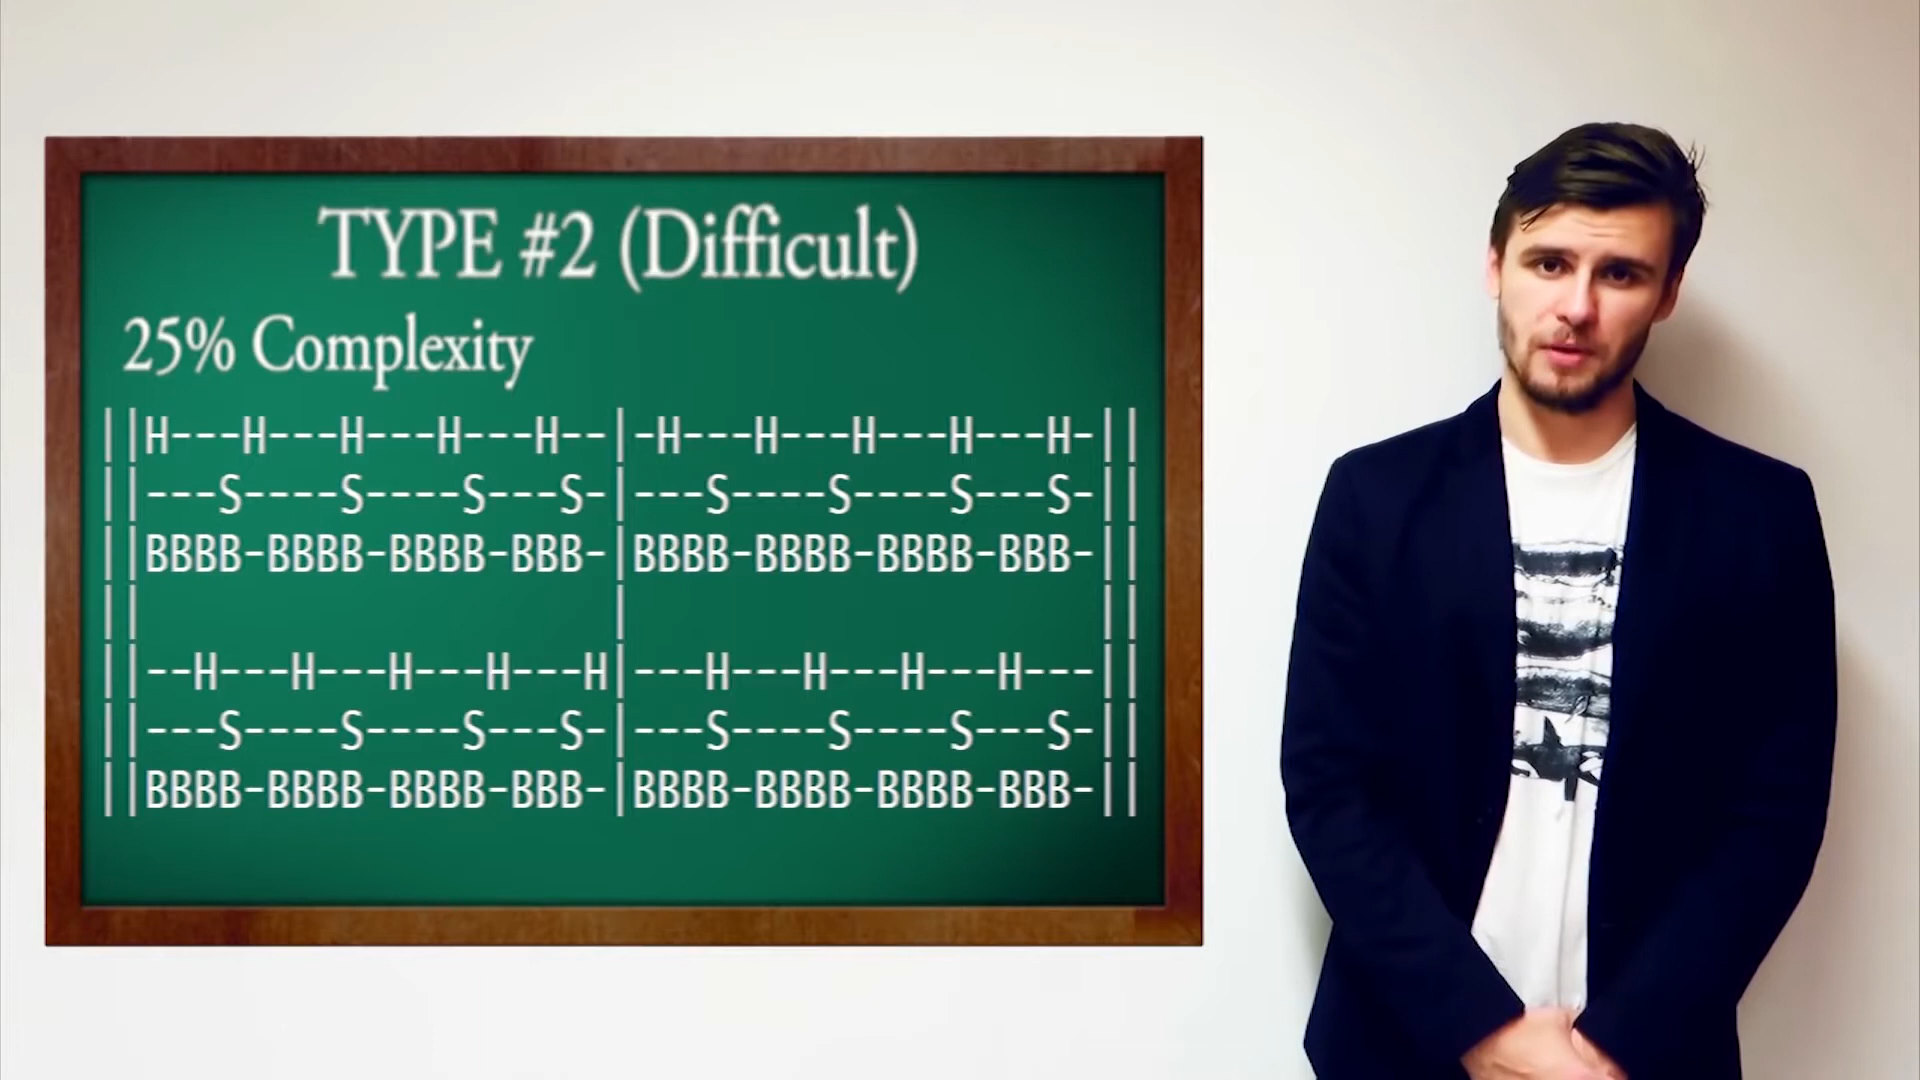 TYPE #2 (Difficult)
25% Complexity
||H---H---H---H---H--|-H---H---H---H---H-||
||---S----S----S---S-|---S----S----S---S-||
||BBBB-BBBB-BBBB-BBB-|BBBB-BBBB-BBBB-BBB-||
|| | ||
||--H---H---H---H---H|---H---H---H---H---||
||---S----S----S---S-|---S----S----S---S-||
||BBBB-BBBB-BBBB-BBB-|BBBB-BBBB-BBBB-BBB-||